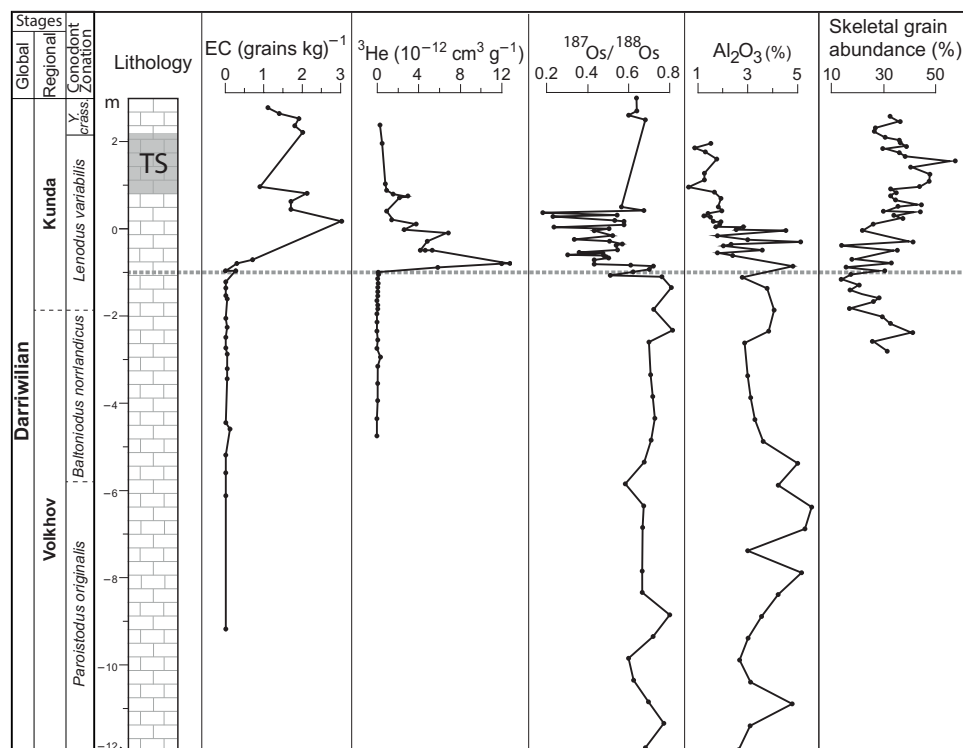 Stages
Global
Regional
Conodont
Zonation
Lithology
EC (grains kg)⁻¹
0 1 2 3
³He (10⁻¹² cm³ g⁻¹)
0 4 8 12
¹⁸⁷Os/¹⁸⁸Os
0.2 0.4 0.6 0.8
Al₂O₃ (%)
1 3 5
Skeletal grain
abundance (%)
10 30 50
m
2
0
−2
−4
−6
−8
−10
−12
TS
Darriwilian
Kunda
Volkhov
Y.
crass.
Lenodus variabilis
Baltoniodus norrlandicus
Paroistodus originalis